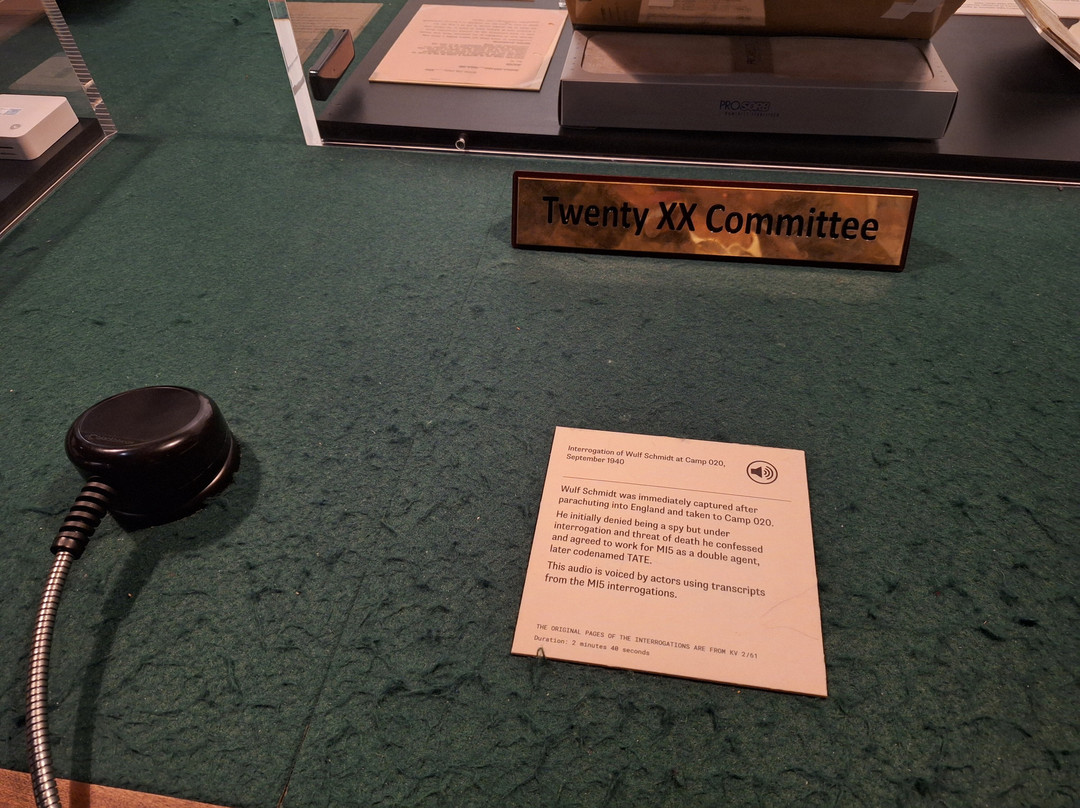 PROSAFE
Twenty XX Committee
Interrogation of Wulf Schmidt at Camp 020,
September 1940
Wulf Schmidt was immediately captured after
parachuting into England and taken to Camp 020.
He initially denied being a spy but under
interrogation and threat of death he confessed
and agreed to work for MI5 as a double agent,
later codenamed TATE.
This audio is voiced by actors using transcripts
from the MI5 interrogations.
THE ORIGINAL PAGES OF THE INTERROGATIONS ARE FROM KV 2/61
Duration: 2 minutes 40 seconds